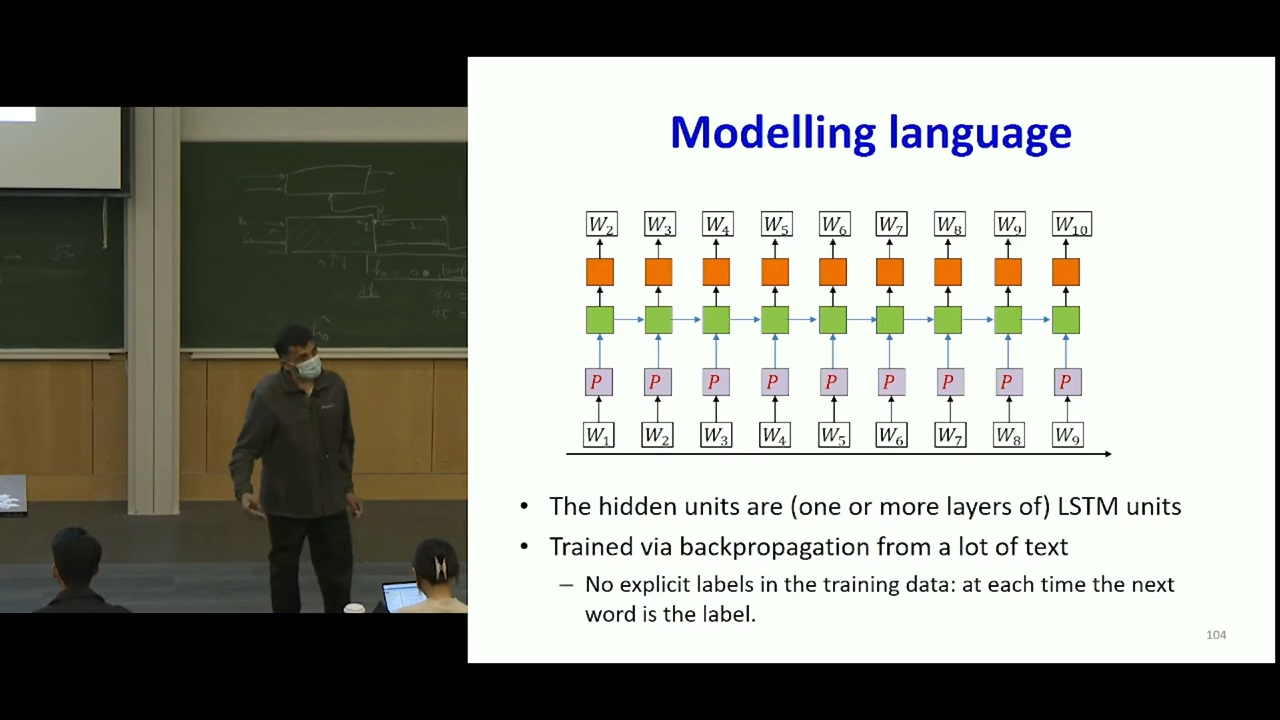 Modelling language
W₂ W₃ W₄ W₅ W₆ W₇ W₈ W₉ W₁₀
P P P P P P P P P
W₁ W₂ W₃ W₄ W₅ W₆ W₇ W₈ W₉
• The hidden units are (one or more layers of) LSTM units
• Trained via backpropagation from a lot of text
– No explicit labels in the training data: at each time the next
word is the label.
104